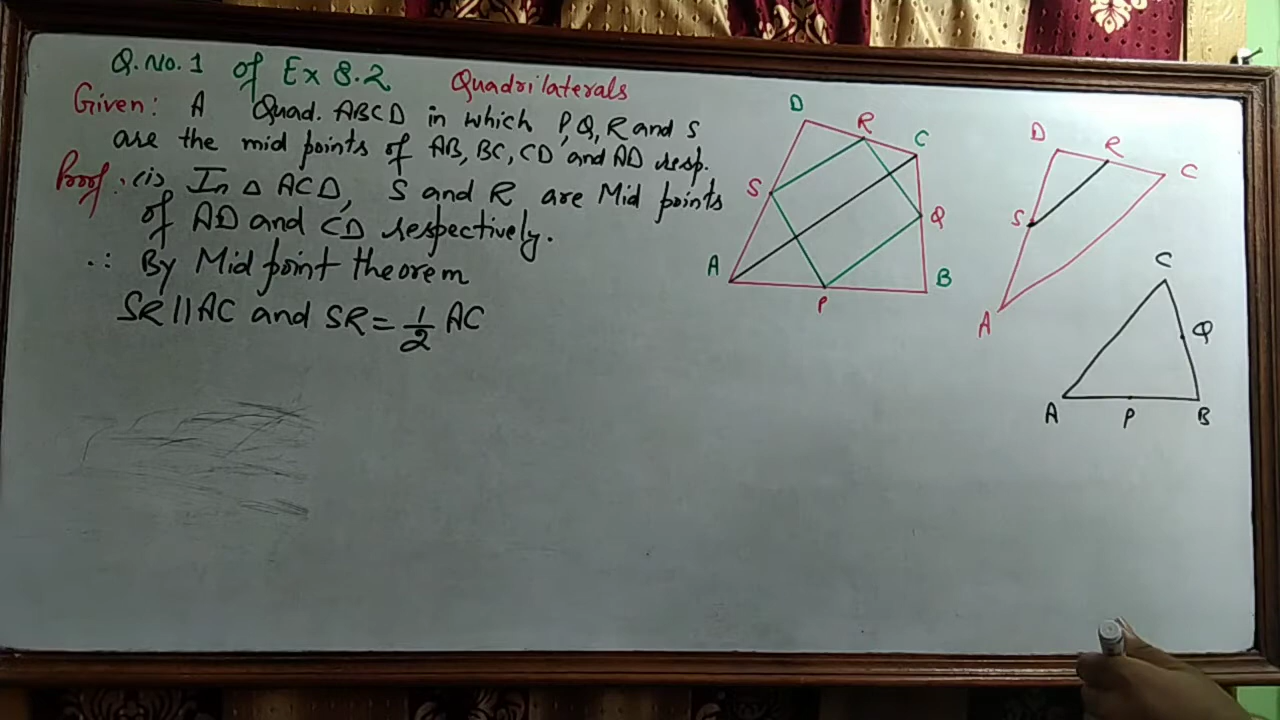 Q.No.1 of Ex 8.2 Quadrilaterals
Given: A Quad. ABCD in which P,Q,R and S
are the mid points of AB, BC, CD and AD resp.
Proof: (i) In △ ACD, S and R are Mid points
of AD and CD respectively.
∴ By Mid point theorem
SR || AC and SR = 1/2 AC
D
R
C
S
Q
A
P
B
D
R
C
S
A
C
Q
A
P
B